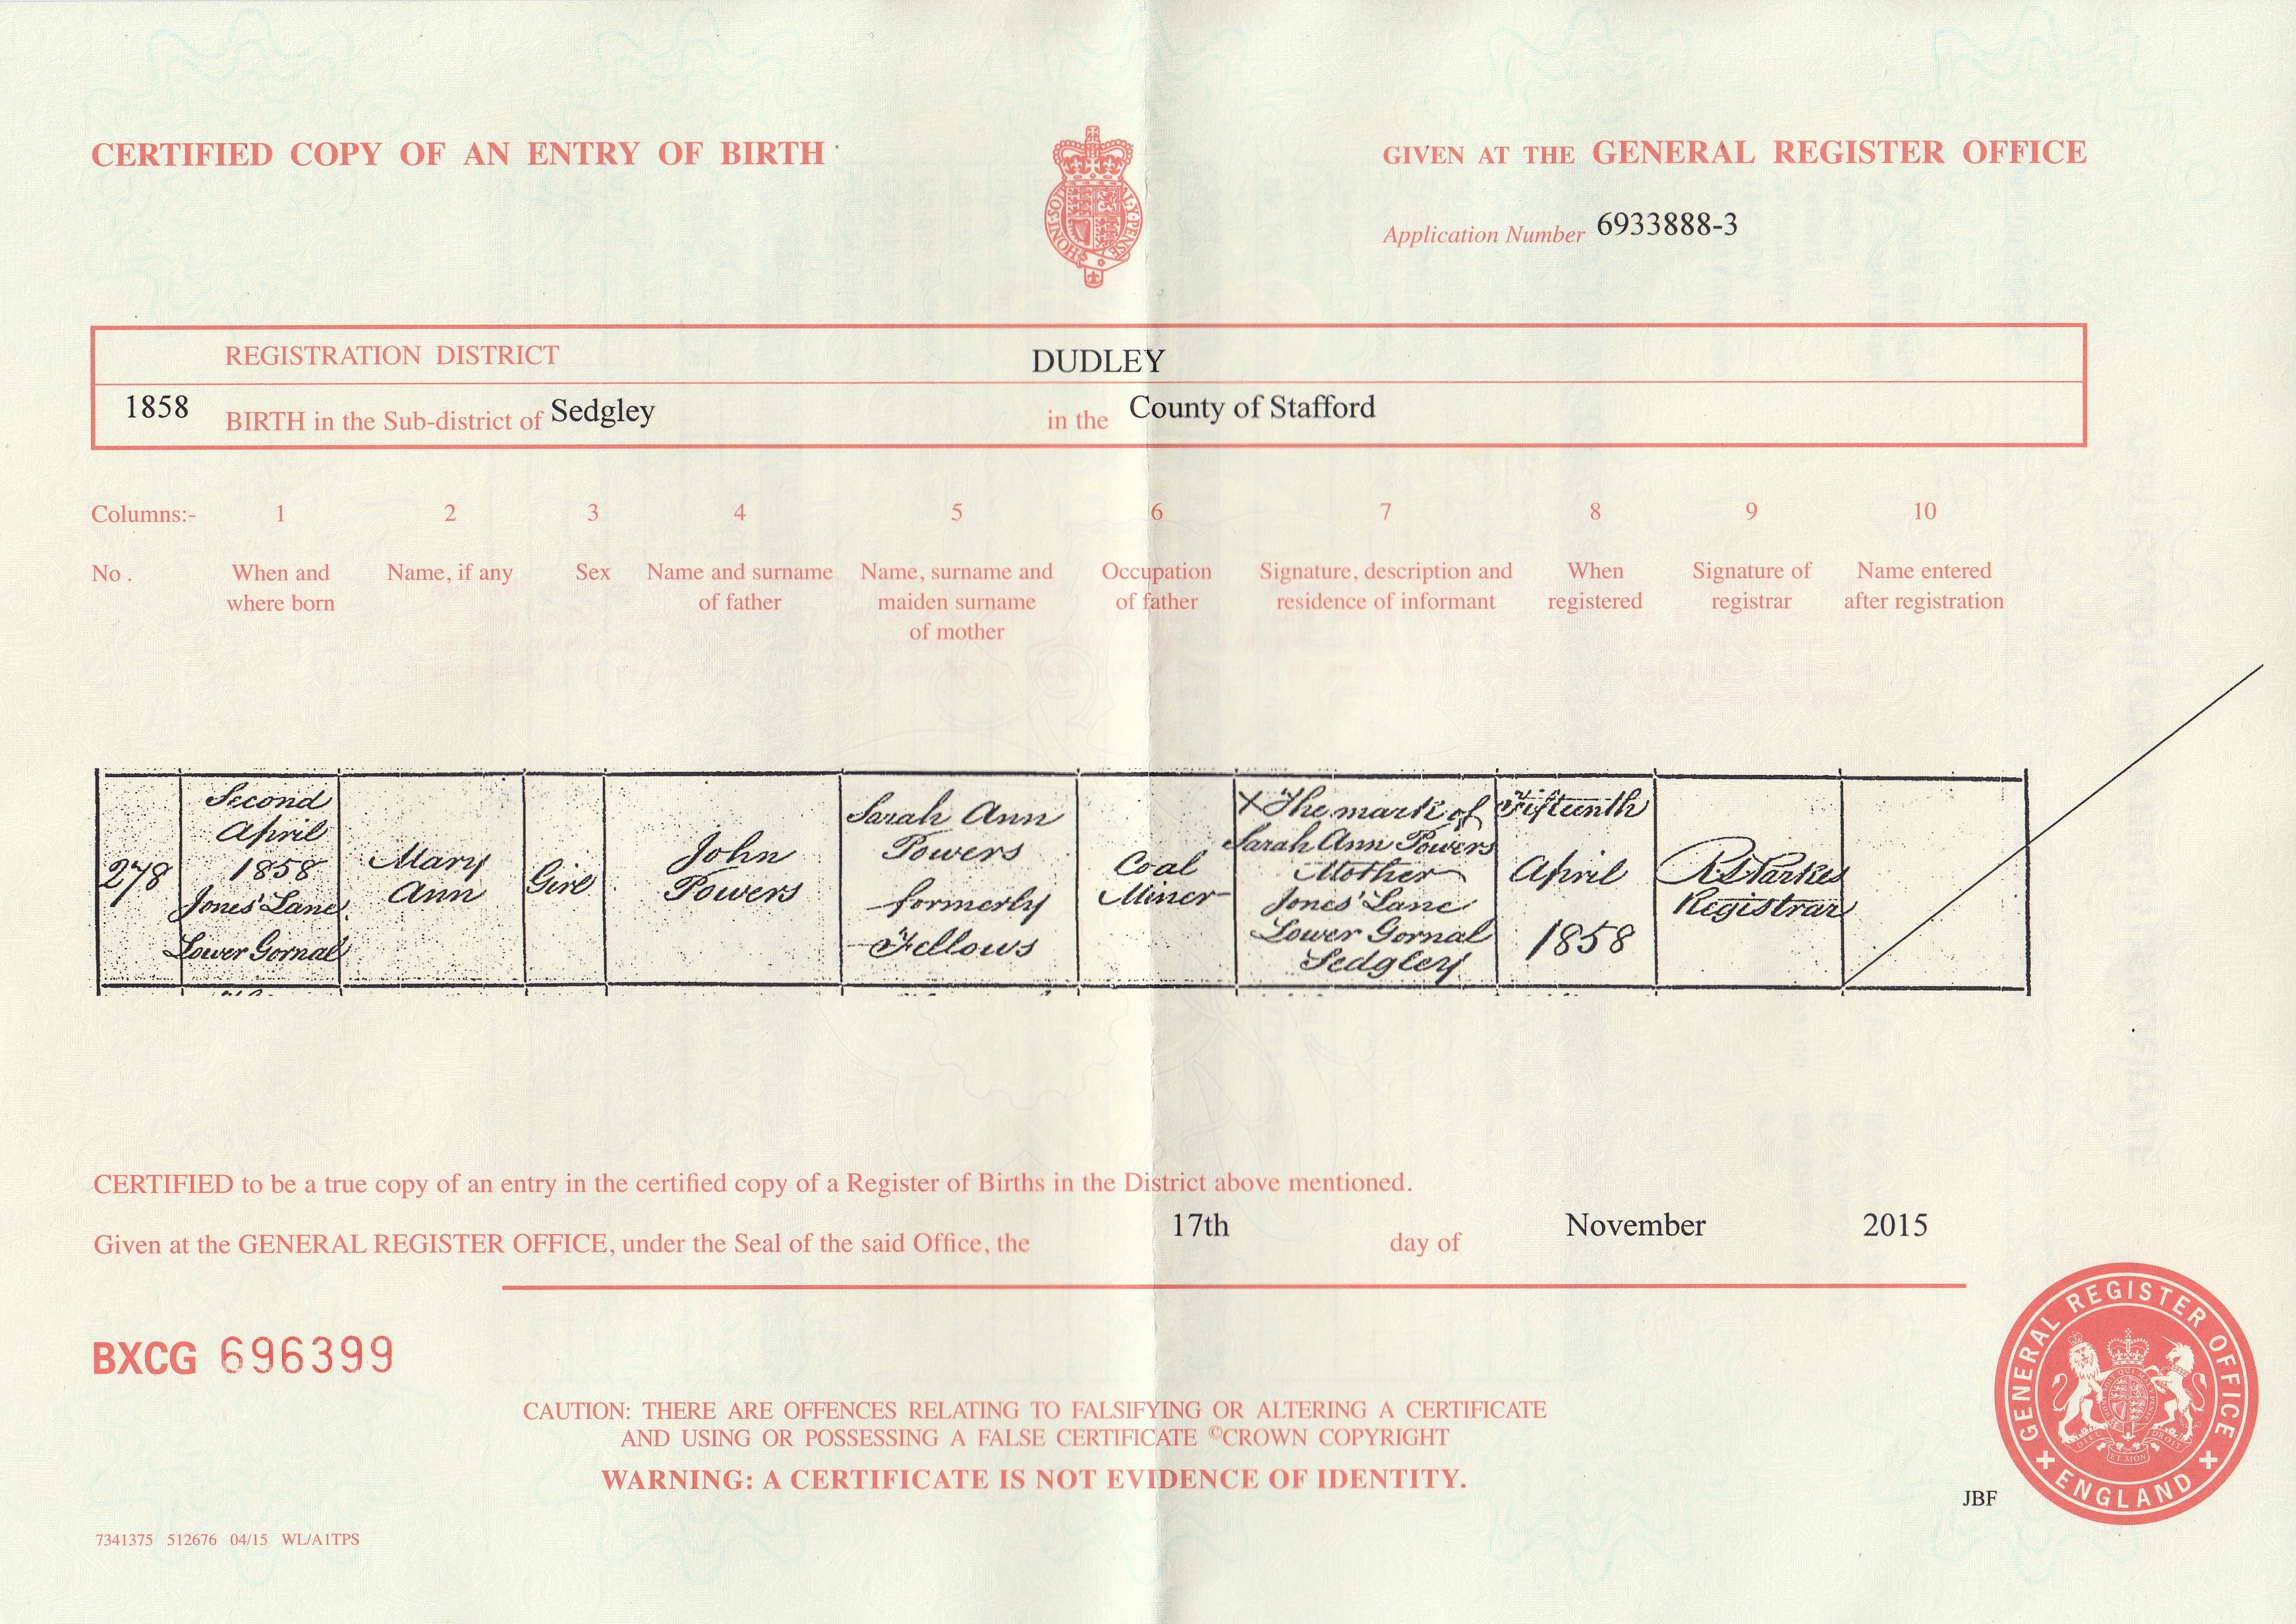 CERTIFIED COPY OF AN ENTRY OF BIRTH
GIVEN AT THE GENERAL REGISTER OFFICE
HONI·SOIT
MAL·Y·PENSE
Application Number 6933888-3
REGISTRATION DISTRICT DUDLEY
1858 BIRTH in the Sub-district of Sedgley in the County of Stafford
Columns:- 1 2 3 4 5 6 7 8 9 10
No.
When and
where born
Name, if any
Sex
Name and surname
of father
Name, surname and
maiden surname
of mother
Occupation
of father
Signature, description and
residence of informant
When
registered
Signature of
registrar
Name entered
after registration
278
Second
April
1858
Jones' Lane
Lower Gornal
Mary
Ann
Girl
John
Powers
Sarah Ann
Powers
formerly
Fellows
Coal
Miner
X The mark of
Sarah Ann Powers
Mother
Jones' Lane
Lower Gornal
Sedgley
Fifteenth
April
1858
Parkes
Registrar
CERTIFIED to be a true copy of an entry in the certified copy of a Register of Births in the District above mentioned.
Given at the GENERAL REGISTER OFFICE, under the Seal of the said Office, the 17th day of November 2015
BXCG 696399
CAUTION: THERE ARE OFFENCES RELATING TO FALSIFYING OR ALTERING A CERTIFICATE
AND USING OR POSSESSING A FALSE CERTIFICATE ©CROWN COPYRIGHT
WARNING: A CERTIFICATE IS NOT EVIDENCE OF IDENTITY.
GENERAL REGISTER OFFICE
ENGLAND
JBF
7341375 512676 04/15 WL/A1TPS